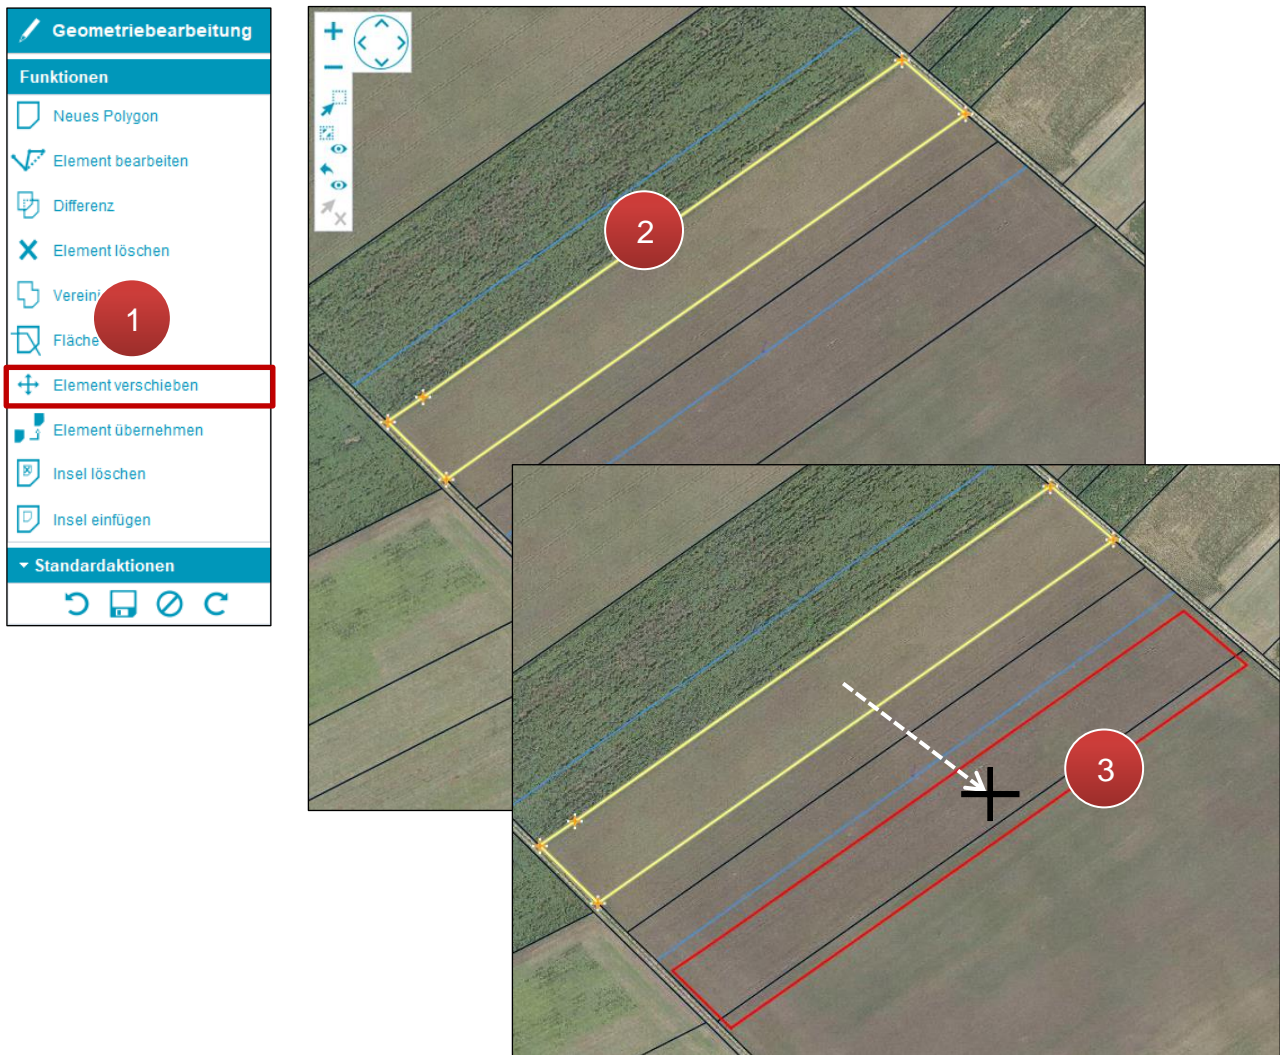 Geometriebearbeitung
Funktionen
Neues Polygon
Element bearbeiten
Differenz
Element löschen
1
Fläche
Element verschieben
Element übernehmen
Insel löschen
Insel einfügen
Standardaktionen
2
3